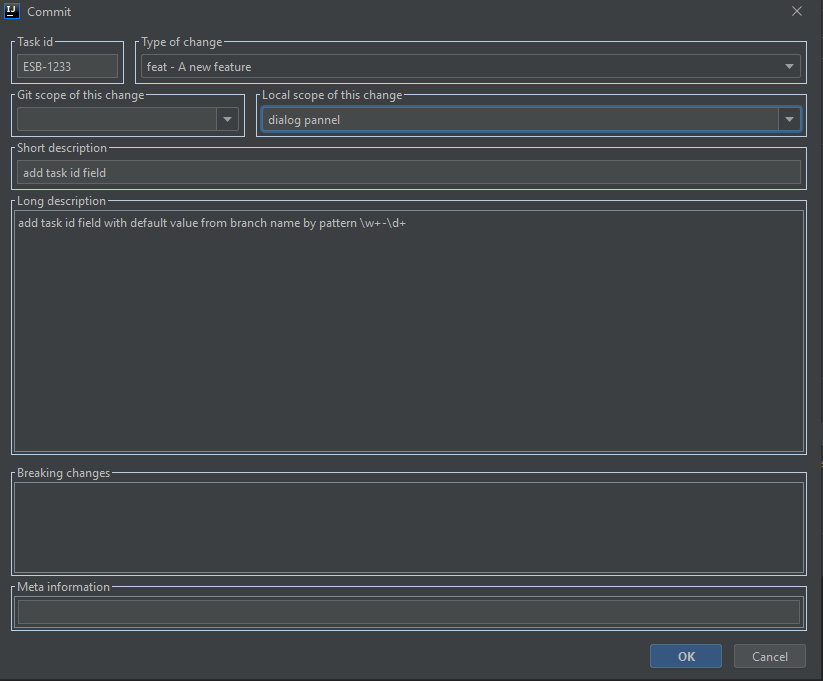 IJ
Commit
Task id
Type of change
ESB-1233
feat - A new feature
Git scope of this change
Local scope of this change
dialog pannel
Short description
add task id field
Long description
add task id field with default value from branch name by pattern \w+-\d+
Breaking changes
Meta information
OK
Cancel